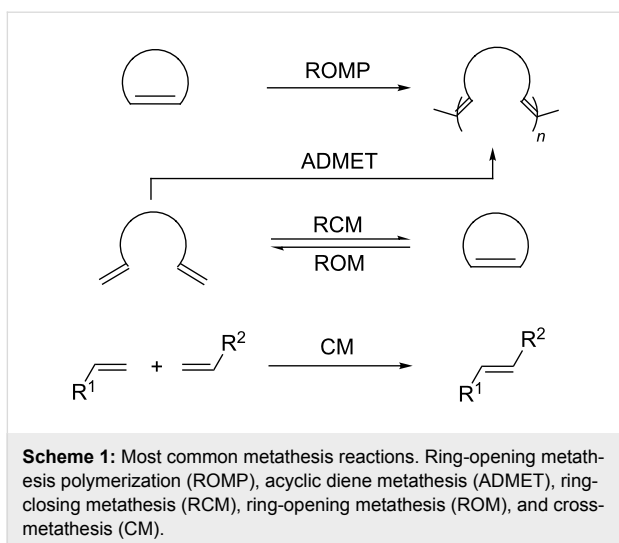 ROMP
n
ADMET
RCM
ROM
R1 + R2 CM R2 R1
Scheme 1: Most common metathesis reactions. Ring-opening metath-
esis polymerization (ROMP), acyclic diene metathesis (ADMET), ring-
closing metathesis (RCM), ring-opening metathesis (ROM), and cross-
metathesis (CM).